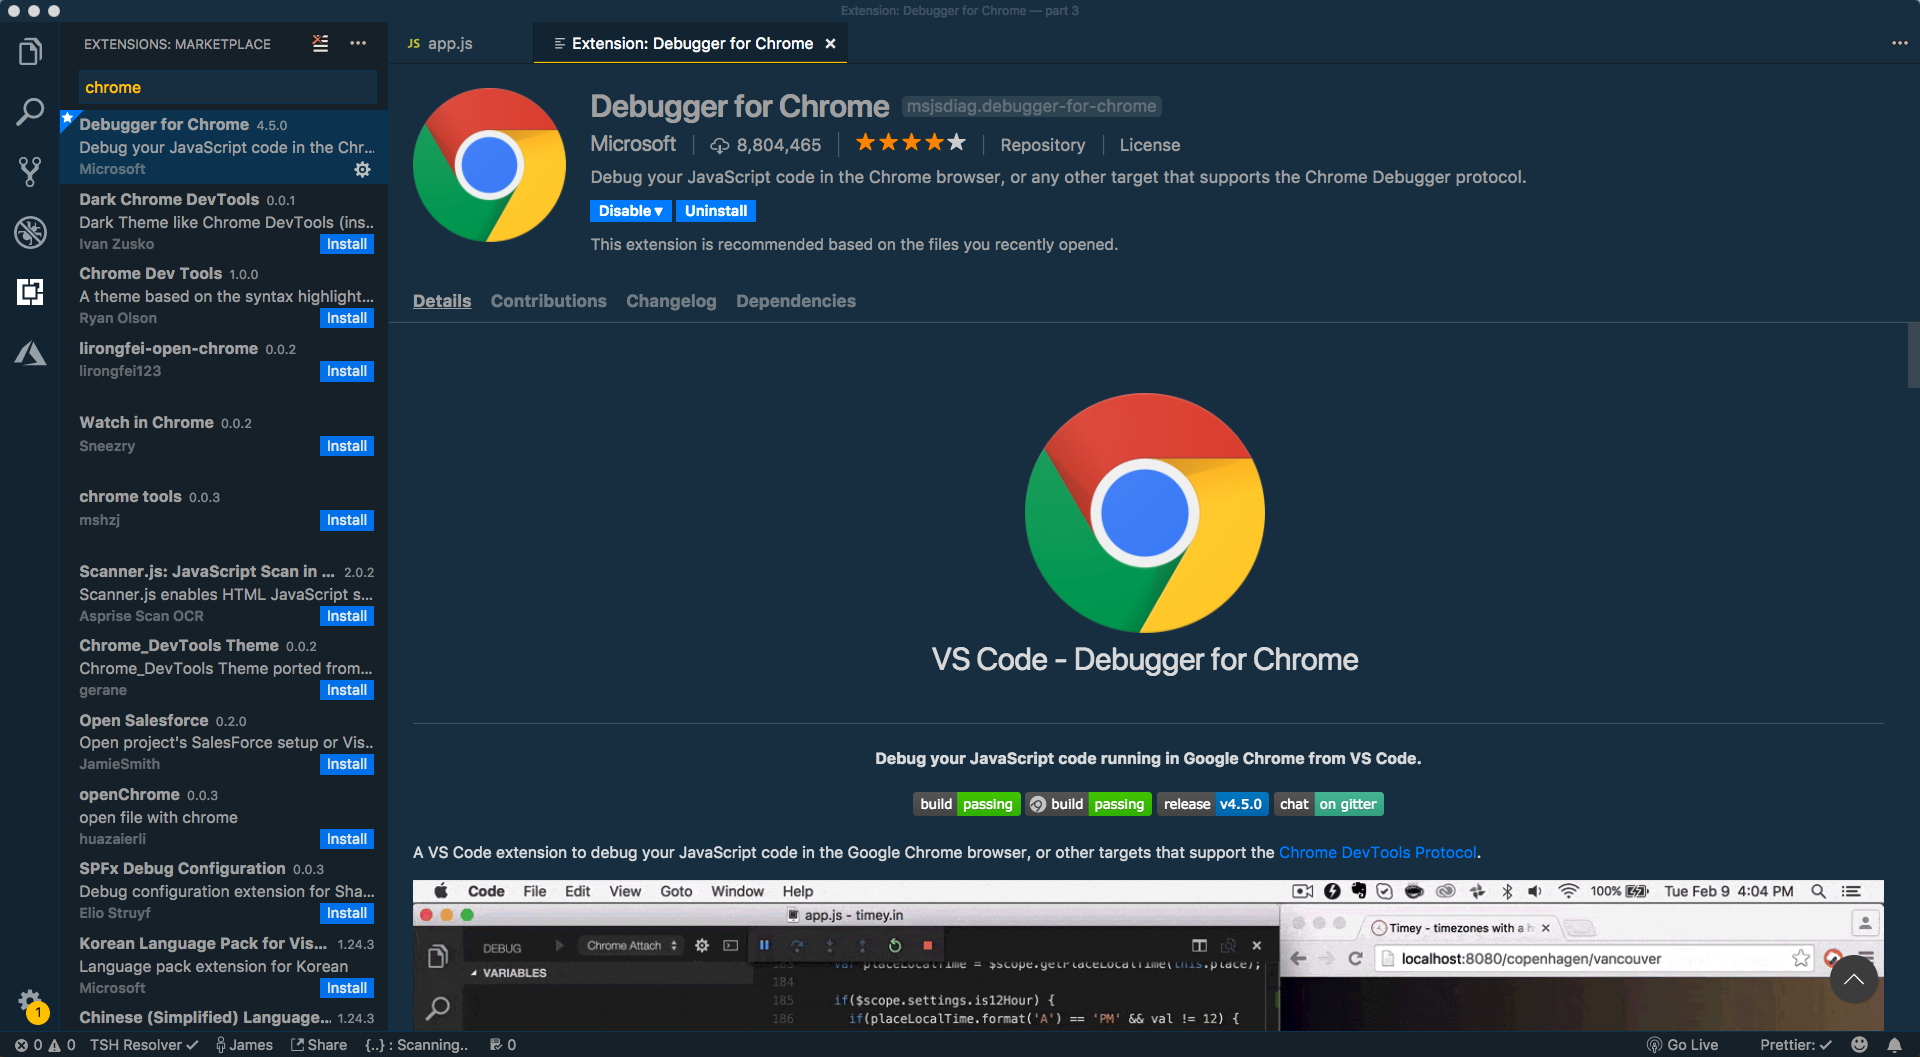 Extension: Debugger for Chrome — part 3
EXTENSIONS: MARKETPLACE
chrome
Debugger for Chrome 4.5.0
Debug your JavaScript code in the Chr...
Microsoft
Dark Chrome DevTools 0.0.1
Dark Theme like Chrome DevTools (ins..
Ivan Zusko Install
Chrome Dev Tools 1.0.0
A theme based on the syntax highlight...
Ryan Olson Install
lirongfei-open-chrome 0.0.2
lirongfei123 Install
Watch in Chrome 0.0.2
Sneezry Install
chrome tools 0.0.3
mshzj Install
Scanner.js: JavaScript Scan in ... 2.0.2
Scanner.js enables HTML JavaScript s...
Asprise Scan OCR Install
Chrome_DevTools Theme 0.0.2
Chrome_DevTools Theme ported from...
gerane Install
Open Salesforce 0.2.0
Open project's SalesForce setup or Vis..
JamieSmith Install
openChrome 0.0.3
open file with chrome
huazaierli Install
SPFx Debug Configuration 0.0.3
Debug configuration extension for Sha...
Elio Struyf Install
Korean Language Pack for Vis... 1.24.3
Language pack extension for Korean
Microsoft Install
Chinese (Simplified) Language... 1.24.3
1
JS app.js
Extension: Debugger for Chrome
Debugger for Chrome msjsdiag.debugger-for-chrome
Microsoft 8,804,465 Repository License
Debug your JavaScript code in the Chrome browser, or any other target that supports the Chrome Debugger protocol.
Disable Uninstall
This extension is recommended based on the files you recently opened.
Details Contributions Changelog Dependencies
VS Code - Debugger for Chrome
Debug your JavaScript code running in Google Chrome from VS Code.
build passing build passing release v4.5.0 chat on gitter
A VS Code extension to debug your JavaScript code in the Google Chrome browser, or other targets that support the Chrome DevTools Protocol.
Code File Edit View Goto Window Help 100% Tue Feb 9 4:04 PM
app.js - timey.in
Timey - timezones with a h
DEBUG Chrome Attach
localhost:8080/copenhagen/vancouver
VARIABLES
183 var placeLocalTime = $scope.getPlaceLocalTime(this.place);
184
185 if($scope.settings.is12Hour) {
186 if(placeLocalTime.format('A') == 'PM' && val != 12) {
0 0 TSH Resolver James Share {..} : Scanning.. 0 Go Live Prettier: